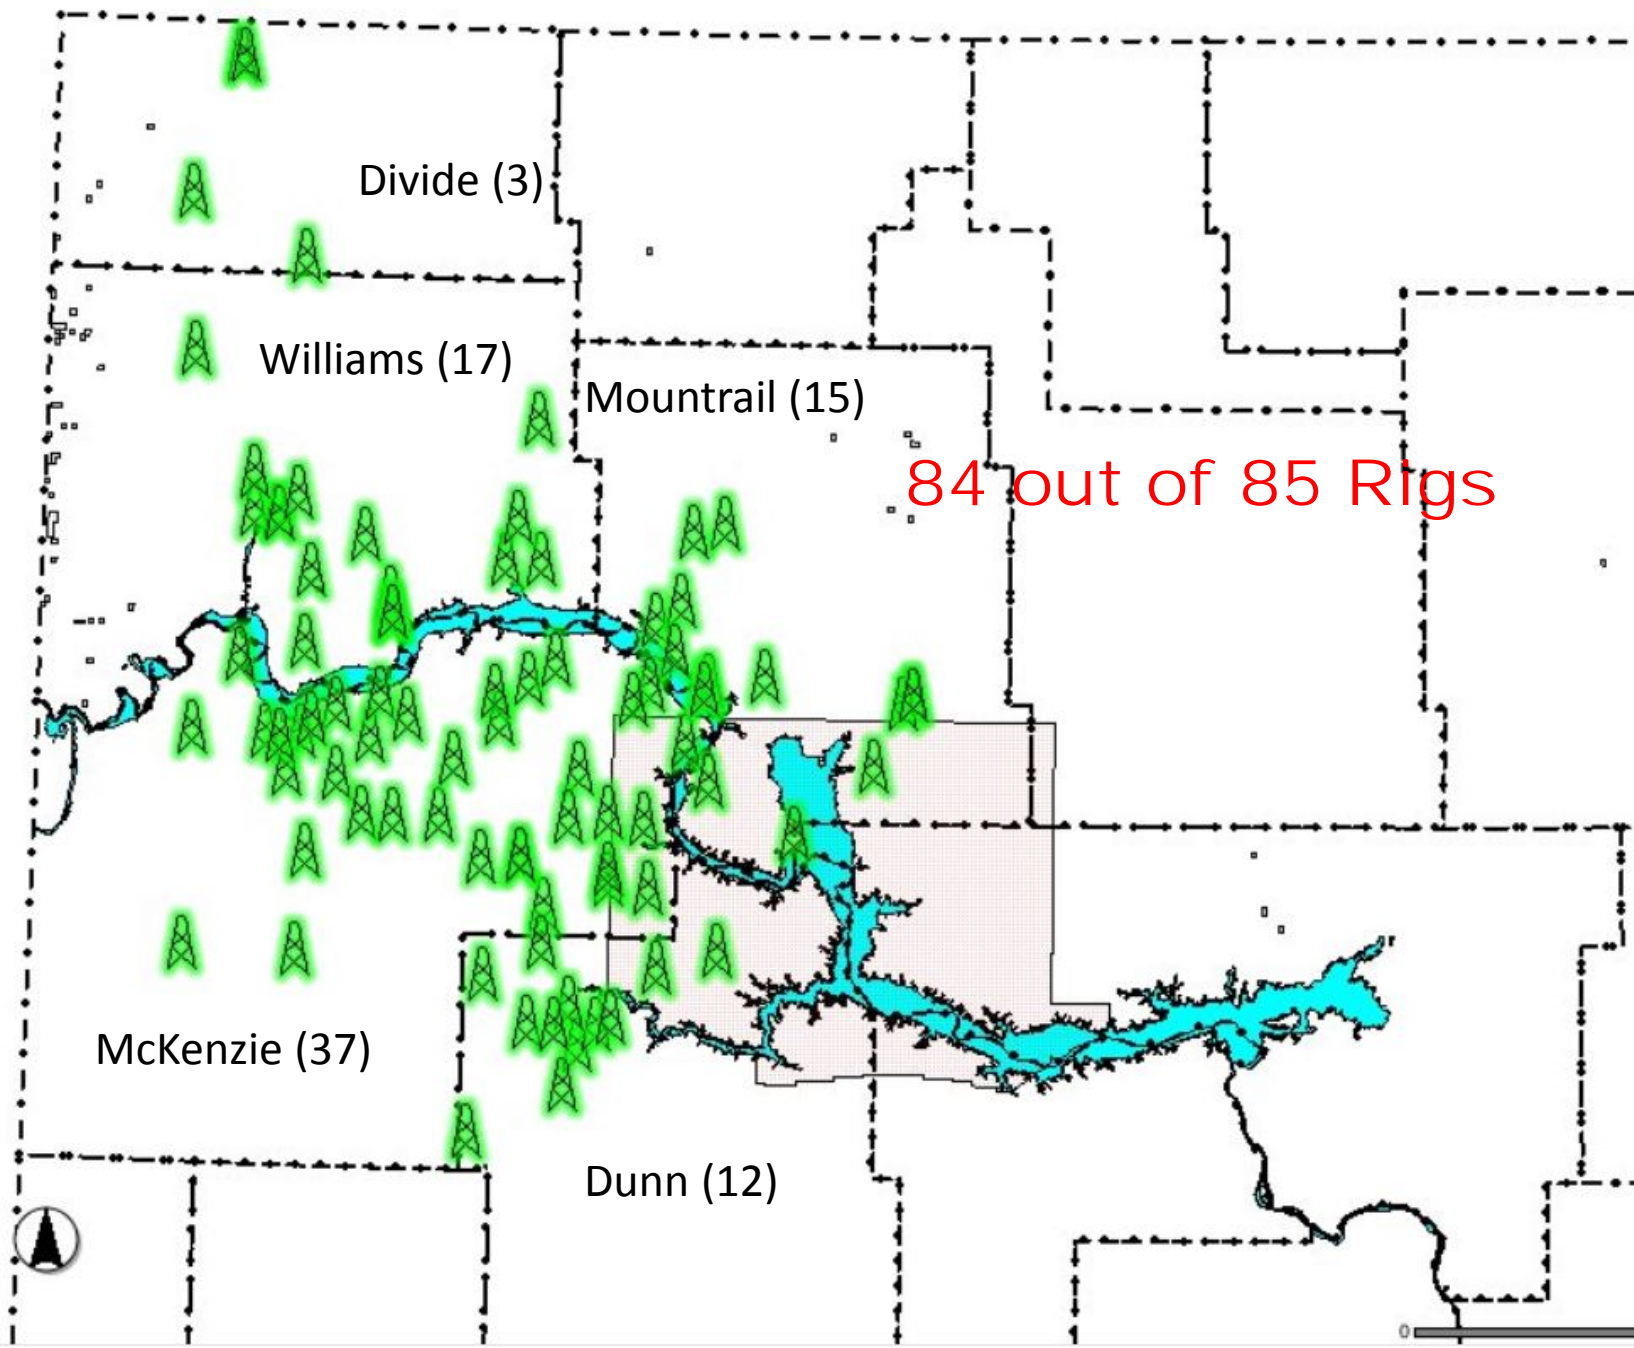 Divide (3)
Williams (17)
Mountrail (15)
84 out of 85 Rigs
McKenzie (37)
Dunn (12)
0